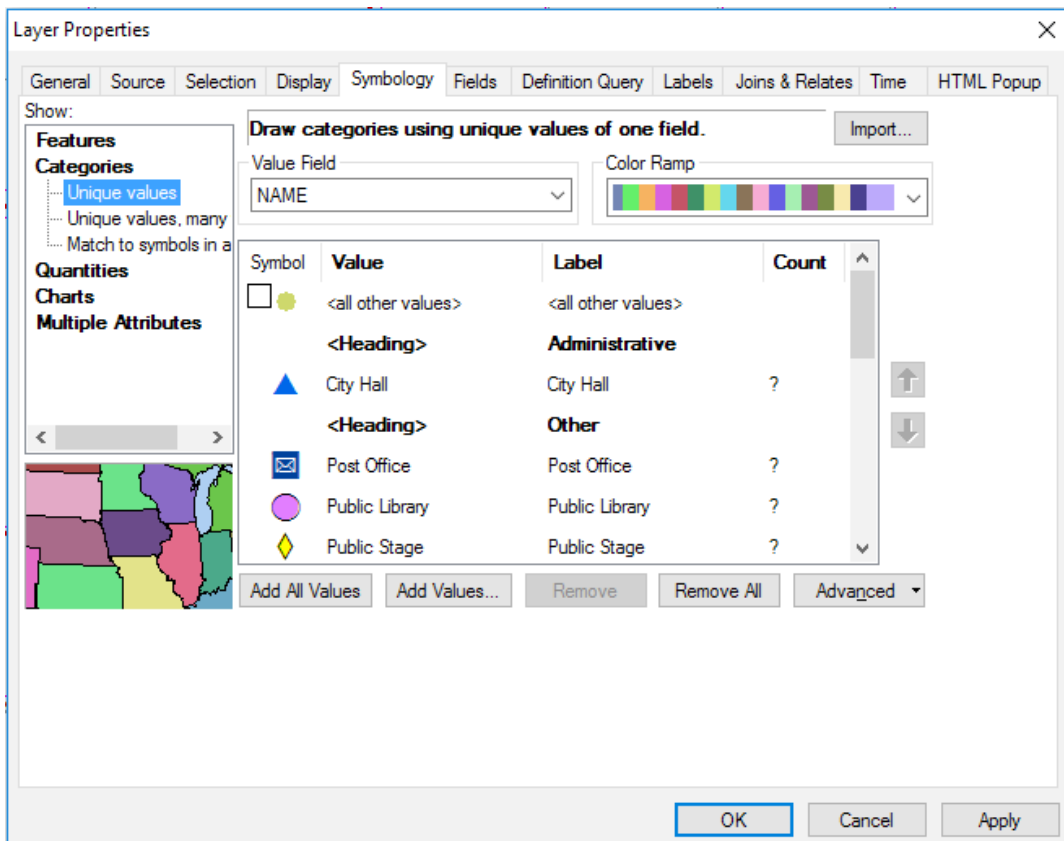 Layer Properties
General Source Selection Display Symbology Fields Definition Query Labels Joins & Relates Time HTML Popup
Show:
Features
Categories
Unique values
Unique values, many
Match to symbols in a
Quantities
Charts
Multiple Attributes
Draw categories using unique values of one field.
Import...
Value Field
NAME
Color Ramp
Symbol Value Label Count
<all other values> <all other values>
<Heading> Administrative
City Hall City Hall ?
<Heading> Other
Post Office Post Office ?
Public Library Public Library ?
Public Stage Public Stage ?
Add All Values Add Values... Remove Remove All Advanced
OK Cancel Apply